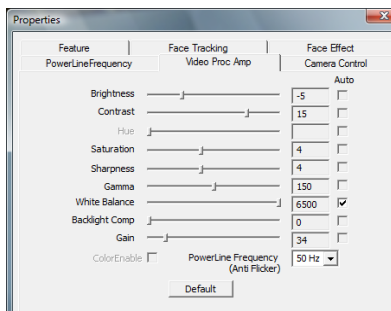 Properties
Feature Face Tracking Face Effect
PowerLineFrequency Video Proc Amp Camera Control
Auto
Brightness -5
Contrast 15
Hue
Saturation 4
Sharpness 4
Gamma 150
White Balance 6500
Backlight Comp 0
Gain 34
ColorEnable PowerLine Frequency 50 Hz
(Anti Flicker)
Default